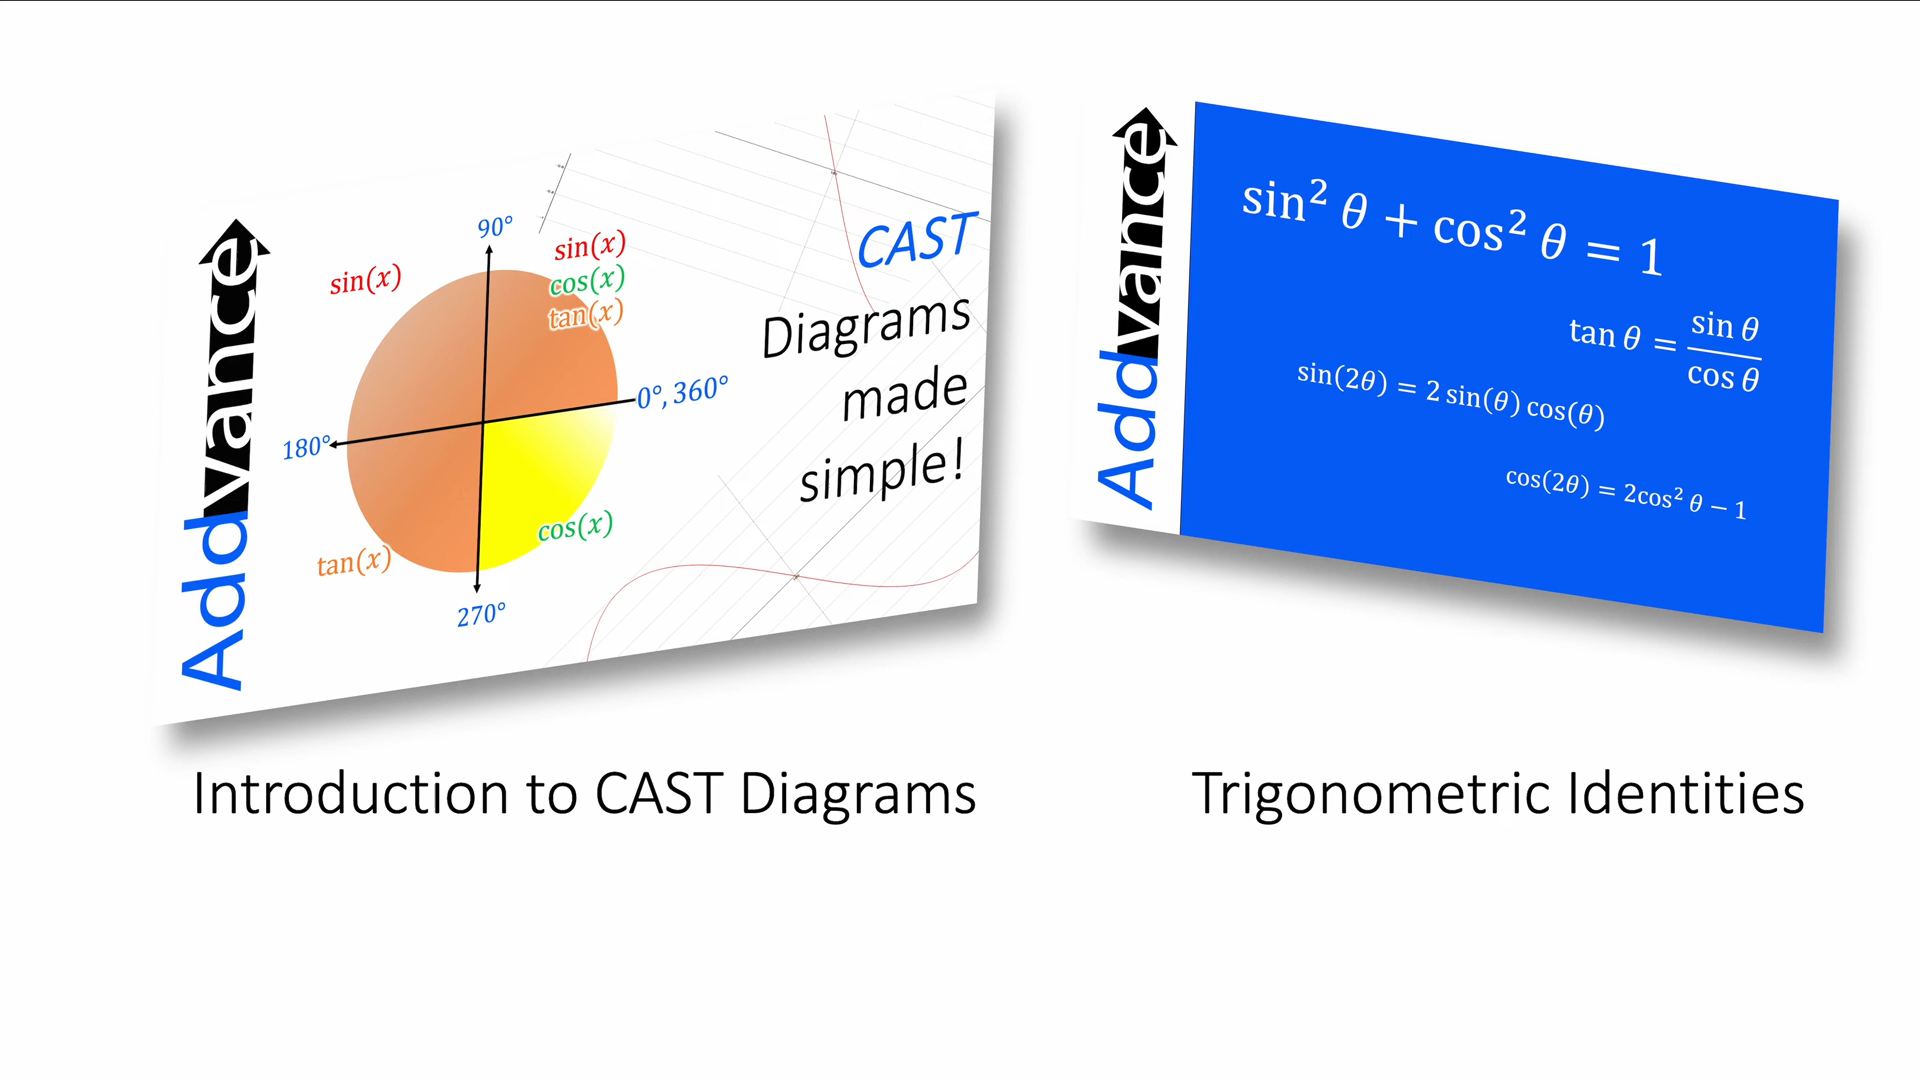 Addvance
90°
sin(x)
sin(x)
cos(x)
tan(x)
0°, 360°
180°
cos(x)
tan(x)
270°
CAST
Diagrams
made
simple!
Introduction to CAST Diagrams
Addvance
sin² θ + cos² θ = 1
tan θ = sin θ / cos θ
sin(2θ) = 2 sin(θ) cos(θ)
cos(2θ) = 2cos² θ − 1
Trigonometric Identities